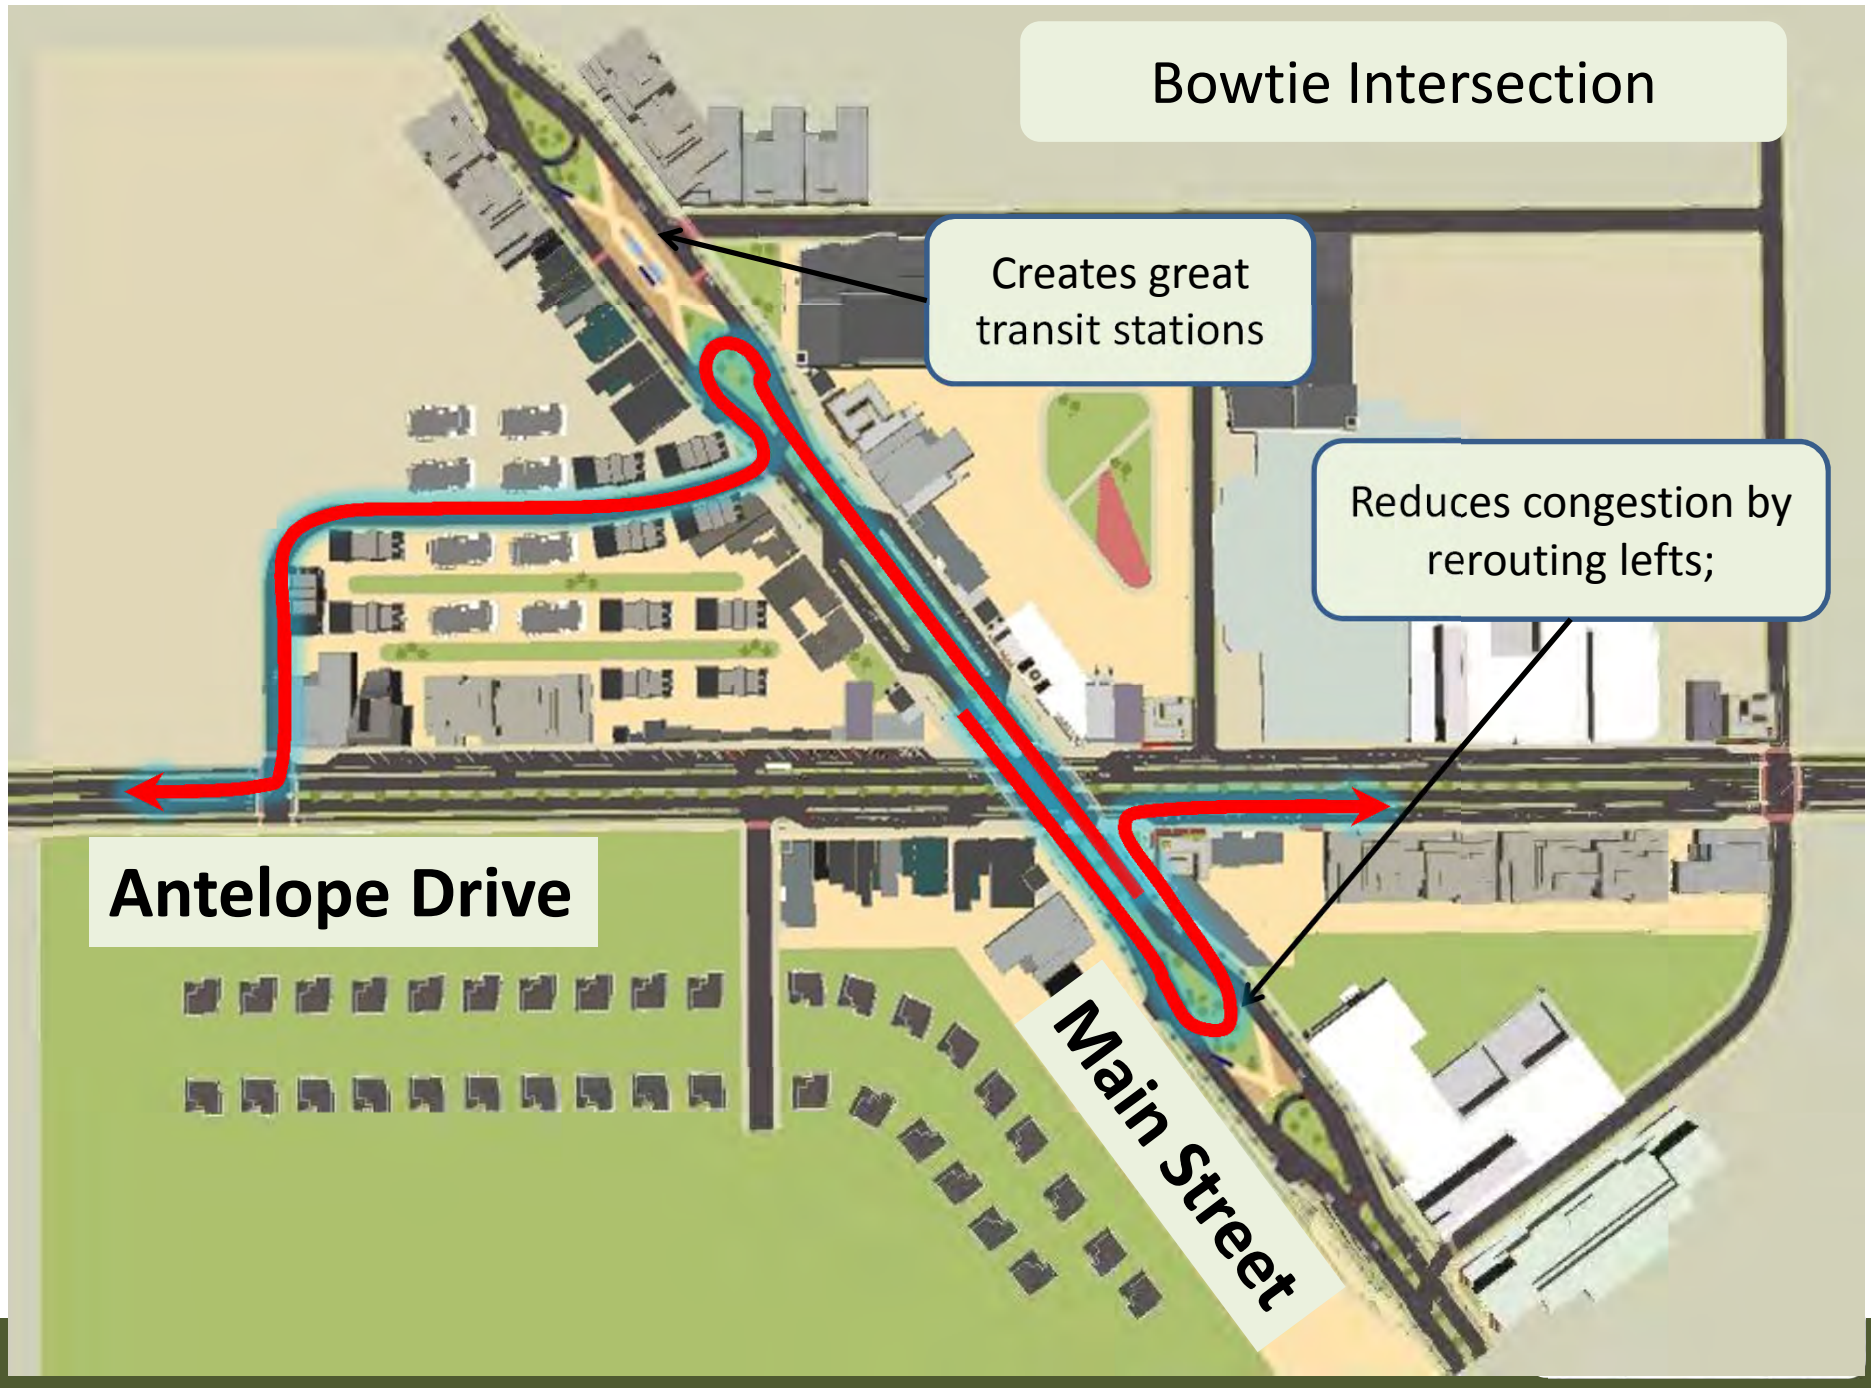 Bowtie Intersection
Creates great
transit stations
Reduces congestion by
rerouting lefts;
Antelope Drive
Main Street